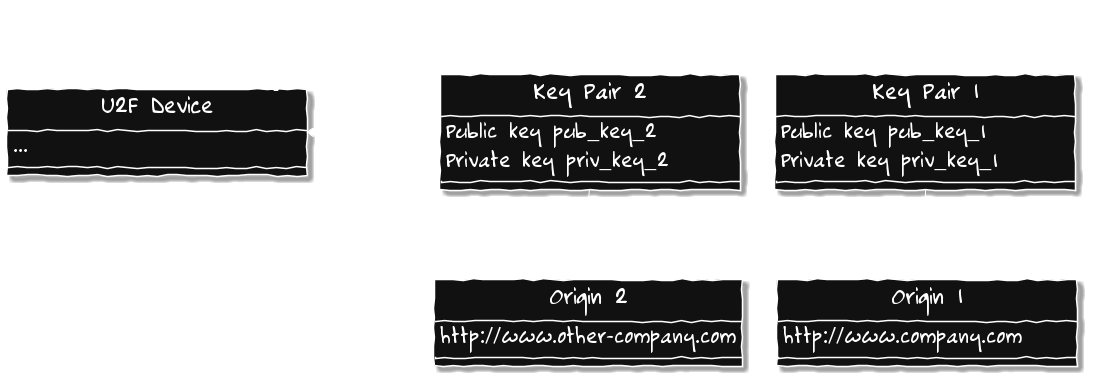 U2F Device
...
Key Pair 2
Public key pub_key_2
Private key priv_key_2
Key Pair 1
Public key pub_key_1
Private key priv_key_1
Origin 2
http://www.other-company.com
Origin 1
http://www.company.com